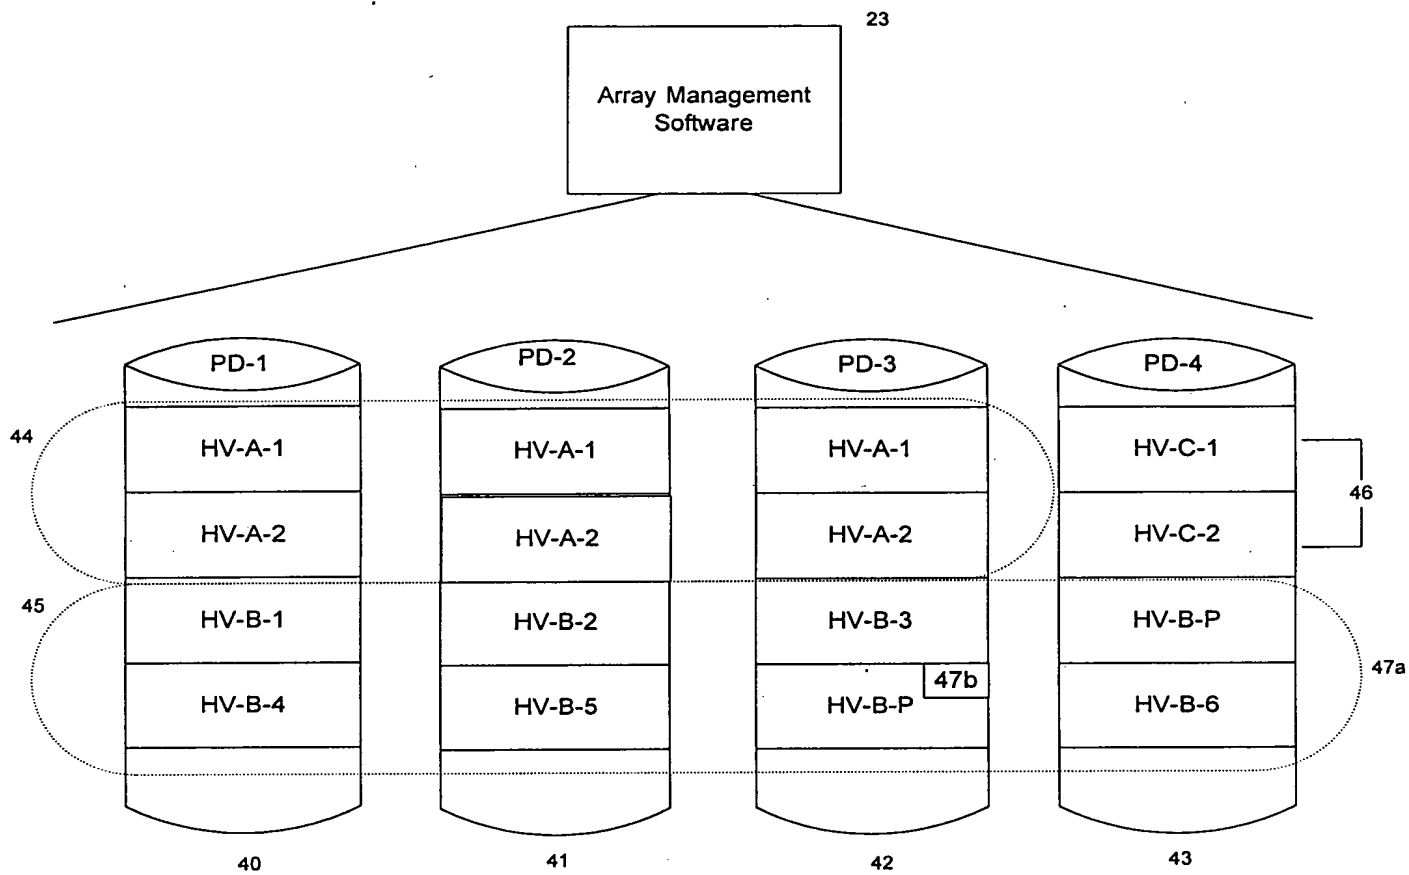 23
Array Management
Software
PD-1
PD-2
PD-3
PD-4
44
HV-A-1
HV-A-1
HV-A-1
HV-C-1
46
HV-A-2
HV-A-2
HV-A-2
HV-C-2
45
HV-B-1
HV-B-2
HV-B-3
HV-B-P
47a
47b
HV-B-4
HV-B-5
HV-B-P
HV-B-6
40
41
42
43